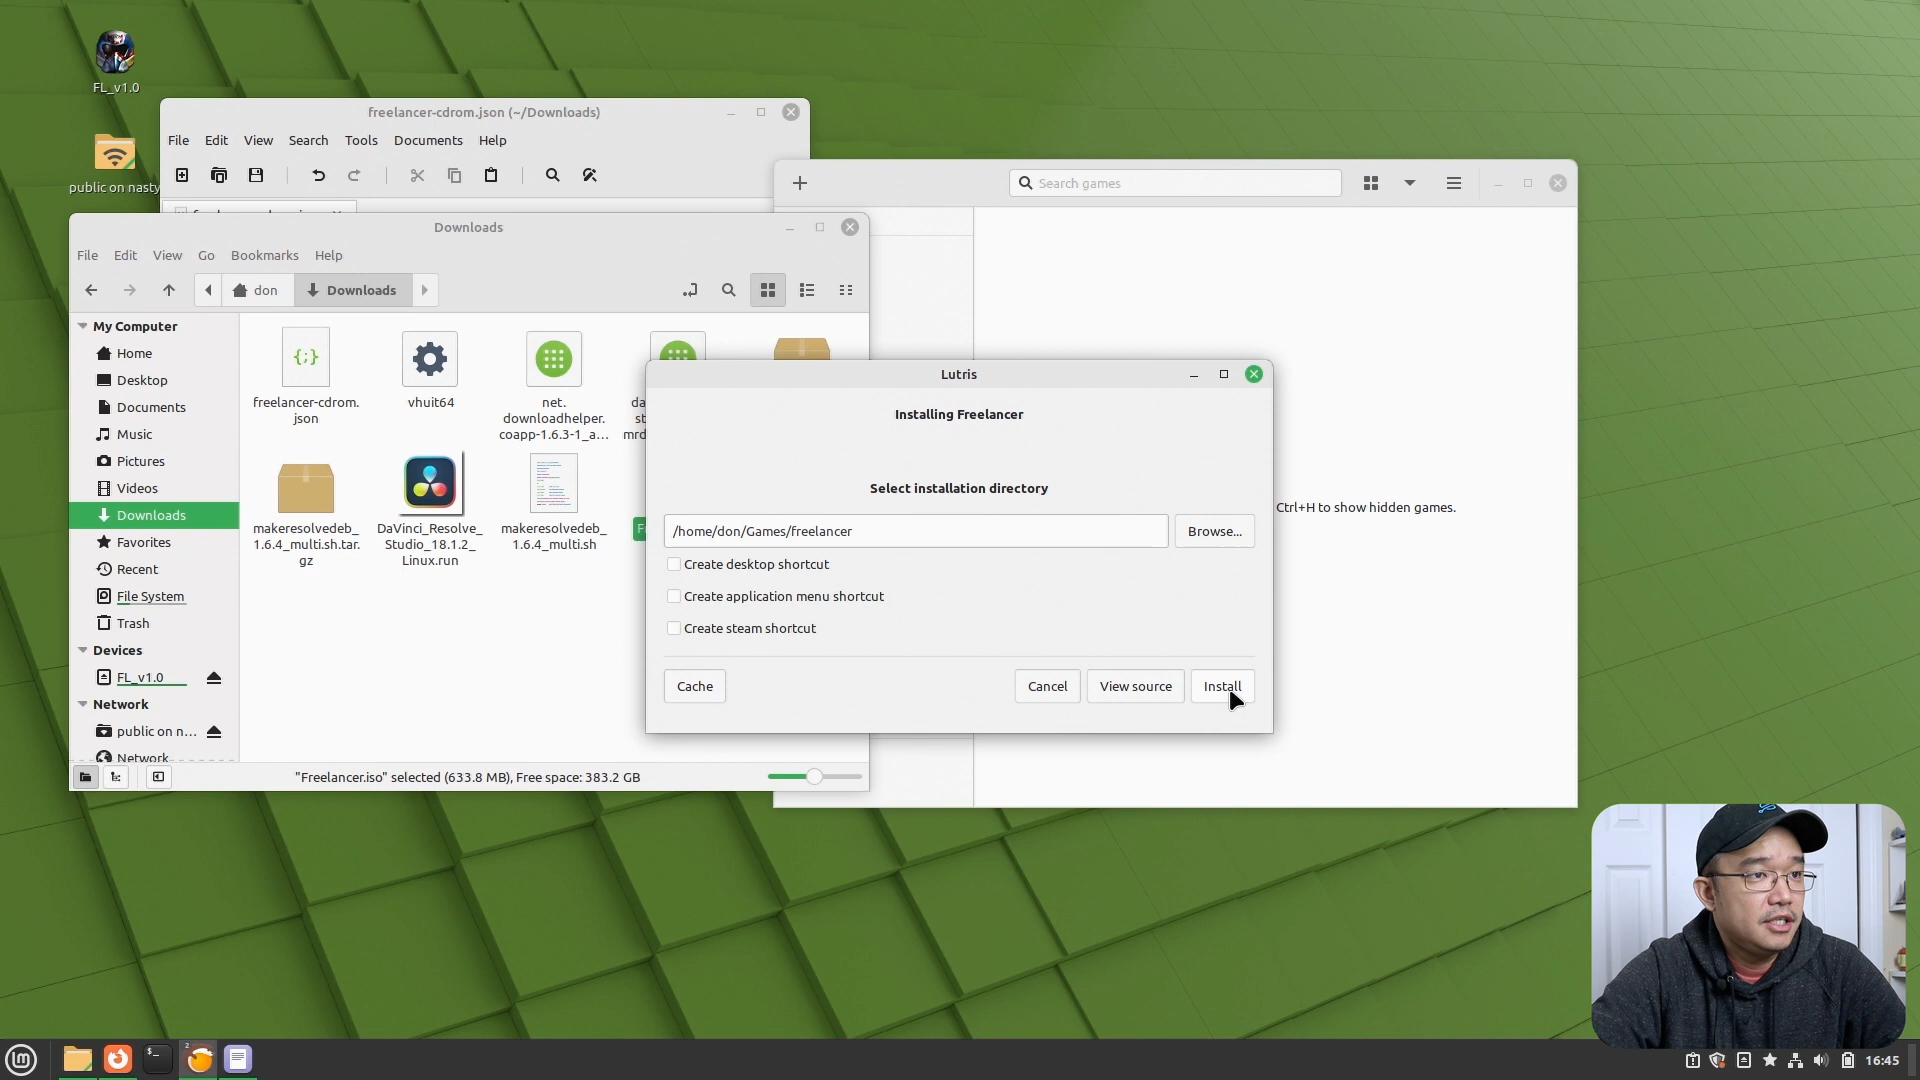 FL_v1.0
public on nasty
freelancer-cdrom.json (~/Downloads)
File Edit View Search Tools Documents Help
Search games
Downloads
File Edit View Go Bookmarks Help
don
Downloads
My Computer
Home
Desktop
Documents
Music
Pictures
Videos
Downloads
Favorites
Recent
File System
Trash
Devices
FL_v1.0
Network
public on n...
Network
freelancer-cdrom.
json
vhuit64
net.
downloadhelper.
coapp-1.6.3-1_a...
makeresolvedeb_
1.6.4_multi.sh.tar.
gz
DaVinci_Resolve_
Studio_18.1.2_
Linux.run
makeresolvedeb_
1.6.4_multi.sh
"Freelancer.iso" selected (633.8 MB), Free space: 383.2 GB
Lutris
Installing Freelancer
Select installation directory
/home/don/Games/freelancer
Browse...
Create desktop shortcut
Create application menu shortcut
Create steam shortcut
Cache
Cancel
View source
Install
Ctrl+H to show hidden games.
16:45